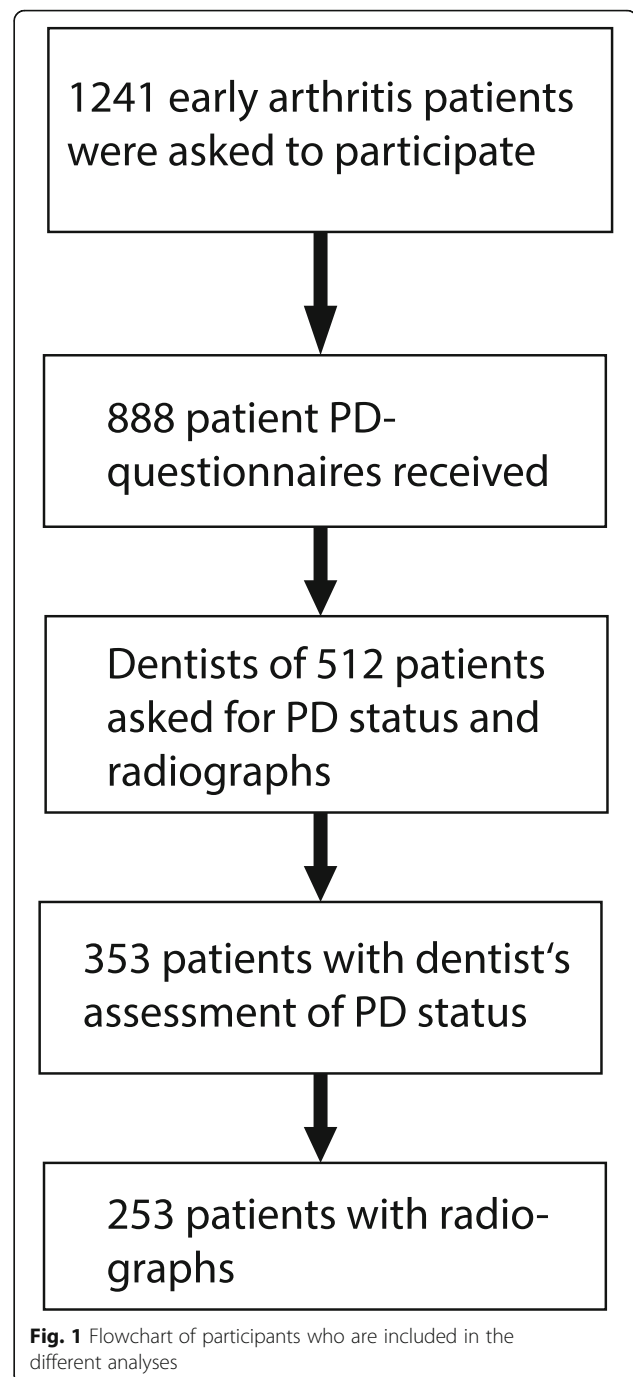 1241 early arthritis patients
were asked to participate
888 patient PD-
questionnaires received
Dentists of 512 patients
asked for PD status and
radiographs
353 patients with dentist‘s
assessment of PD status
253 patients with radio-
graphs
Fig. 1 Flowchart of participants who are included in the
different analyses